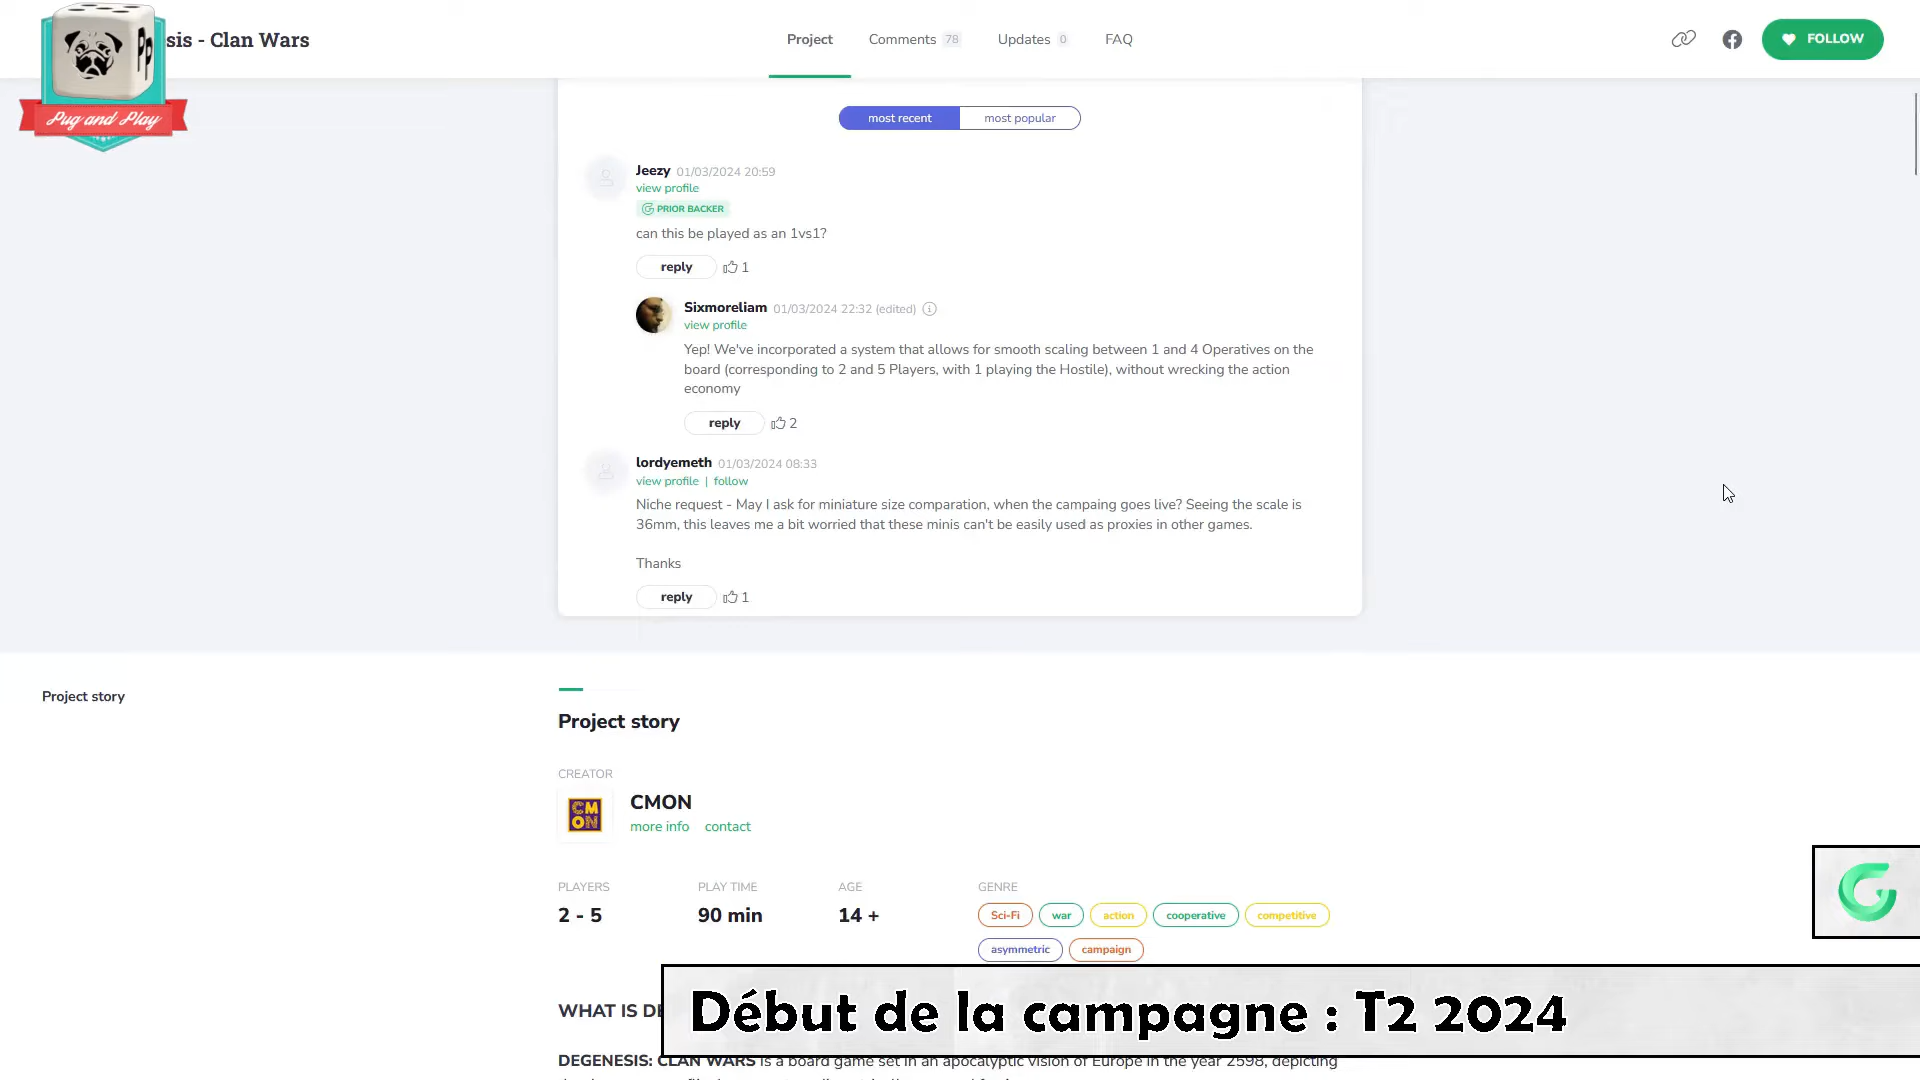 sis - Clan Wars
Project
Comments 78
Updates 0
FAQ
FOLLOW
Pp
Pug and Play
most recent
most popular
Jeezy 01/03/2024 20:59
view profile
PRIOR BACKER
can this be played as an 1vs1?
reply 1
Sixmoreliam 01/03/2024 22:32 (edited)
view profile
Yep! We've incorporated a system that allows for smooth scaling between 1 and 4 Operatives on the
board (corresponding to 2 and 5 Players, with 1 playing the Hostile), without wrecking the action
economy
reply 2
lordyemeth 01/03/2024 08:33
view profile | follow
Niche request - May I ask for miniature size comparation, when the campaing goes live? Seeing the scale is
36mm, this leaves me a bit worried that these minis can't be easily used as proxies in other games.
Thanks
reply 1
Project story
Project story
CREATOR
CMON
CMON
more info contact
PLAYERS
2 - 5
PLAY TIME
90 min
AGE
14 +
GENRE
Sci-Fi war action cooperative competitive
asymmetric campaign
WHAT IS
Début de la campagne : T2 2024
DEGENESIS: CLAN WARS is a board game set in an apocalyptic vision of Europe in the year 2598, depicting